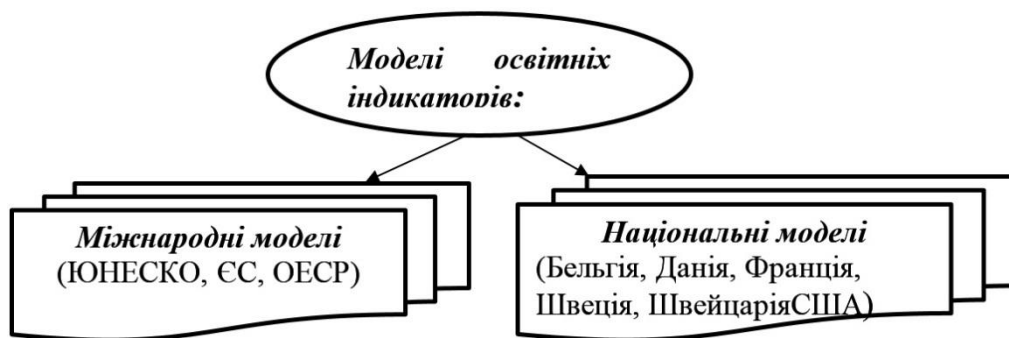 Моделі освітніх
індикаторів:
Міжнародні моделі
(ЮНЕСКО, ЄС, ОЕСР)
Національні моделі
(Бельгія, Данія, Франція,
Швеція, ШвейцаріяСША)